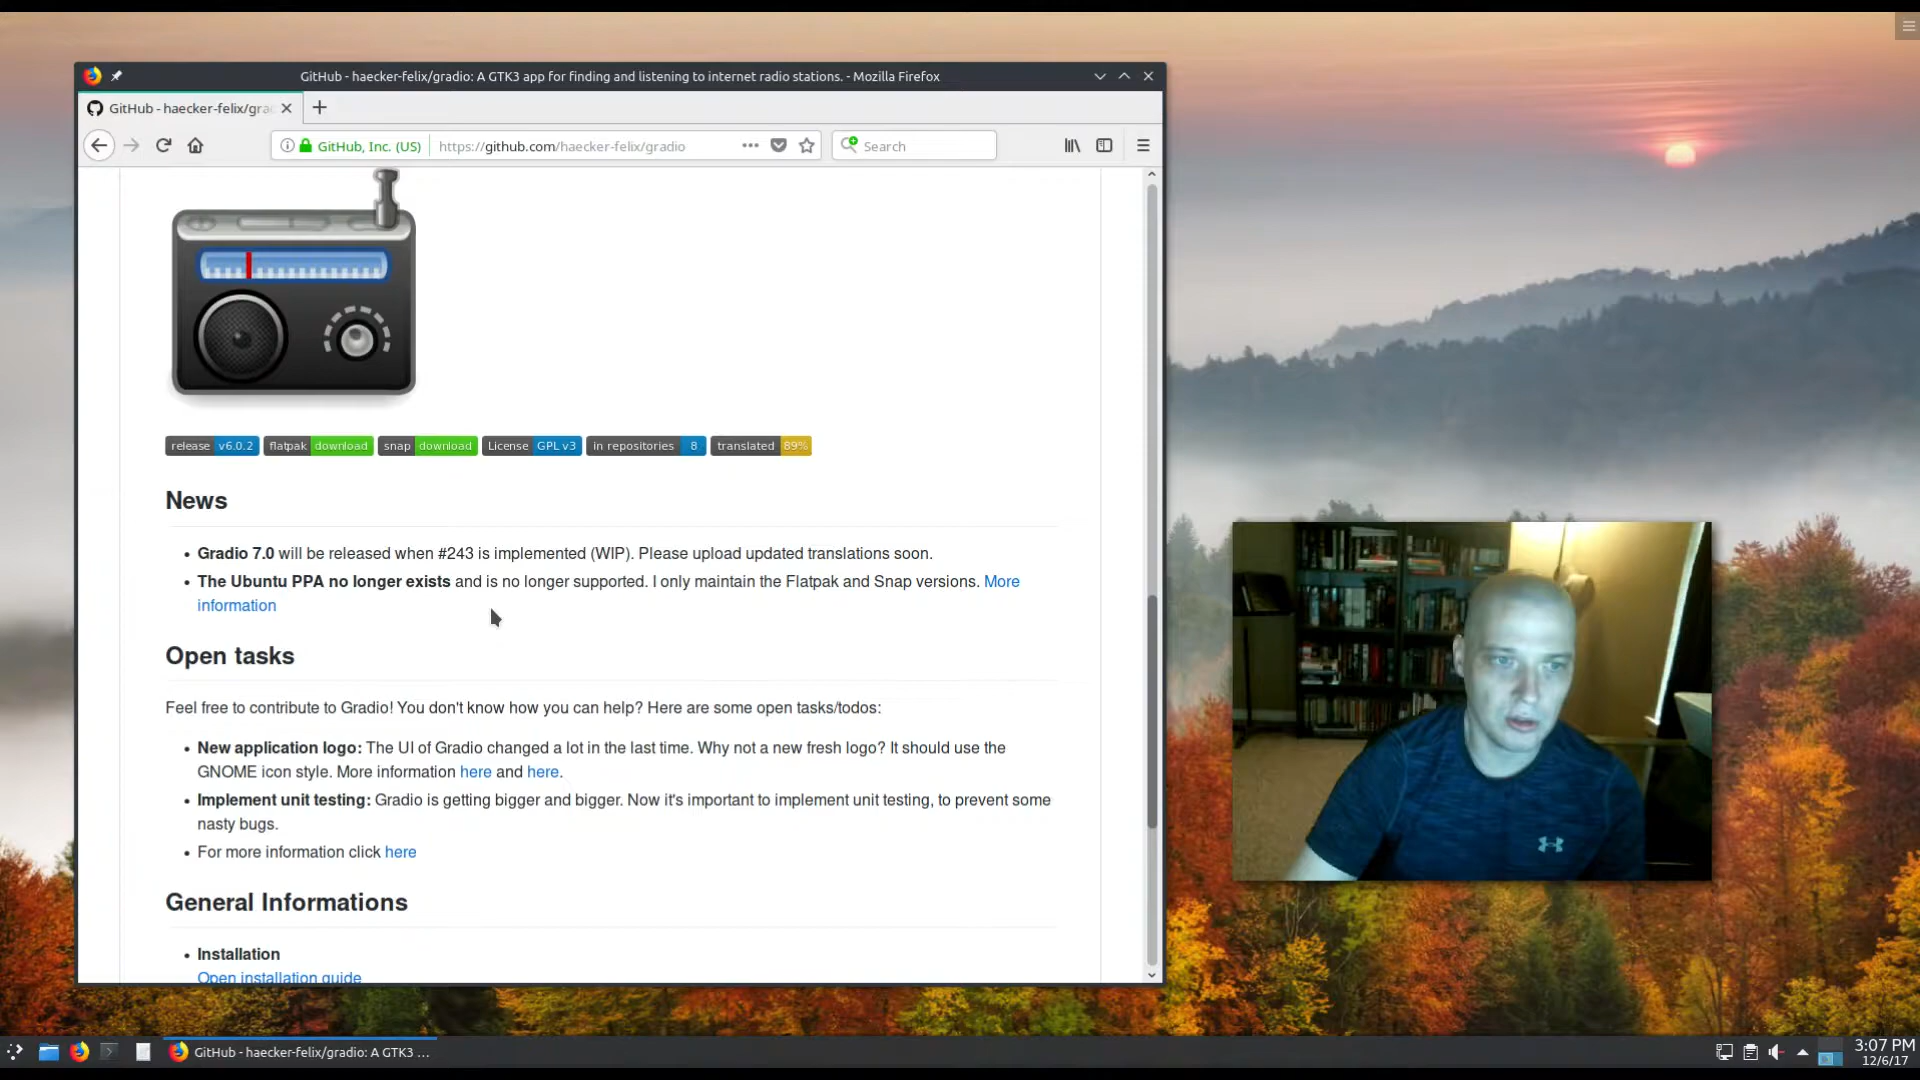 GitHub - haecker-felix/gradio: A GTK3 app for finding and listening to internet radio stations. - Mozilla Firefox
GitHub - haecker-felix/grad
GitHub, Inc. (US)
https://github.com/haecker-felix/gradio
Search
release v6.0.2
flatpak download
snap download
License GPL v3
in repositories 8
translated 89%
News
• Gradio 7.0 will be released when #243 is implemented (WIP). Please upload updated translations soon.
• The Ubuntu PPA no longer exists and is no longer supported. I only maintain the Flatpak and Snap versions. More
information
Open tasks
Feel free to contribute to Gradio! You don't know how you can help? Here are some open tasks/todos:
• New application logo: The UI of Gradio changed a lot in the last time. Why not a new fresh logo? It should use the
GNOME icon style. More information here and here.
• Implement unit testing: Gradio is getting bigger and bigger. Now it's important to implement unit testing, to prevent some
nasty bugs.
• For more information click here
General Informations
• Installation
Open installation guide
GitHub - haecker-felix/gradio: A GTK3 ...
3:07 PM
12/6/17